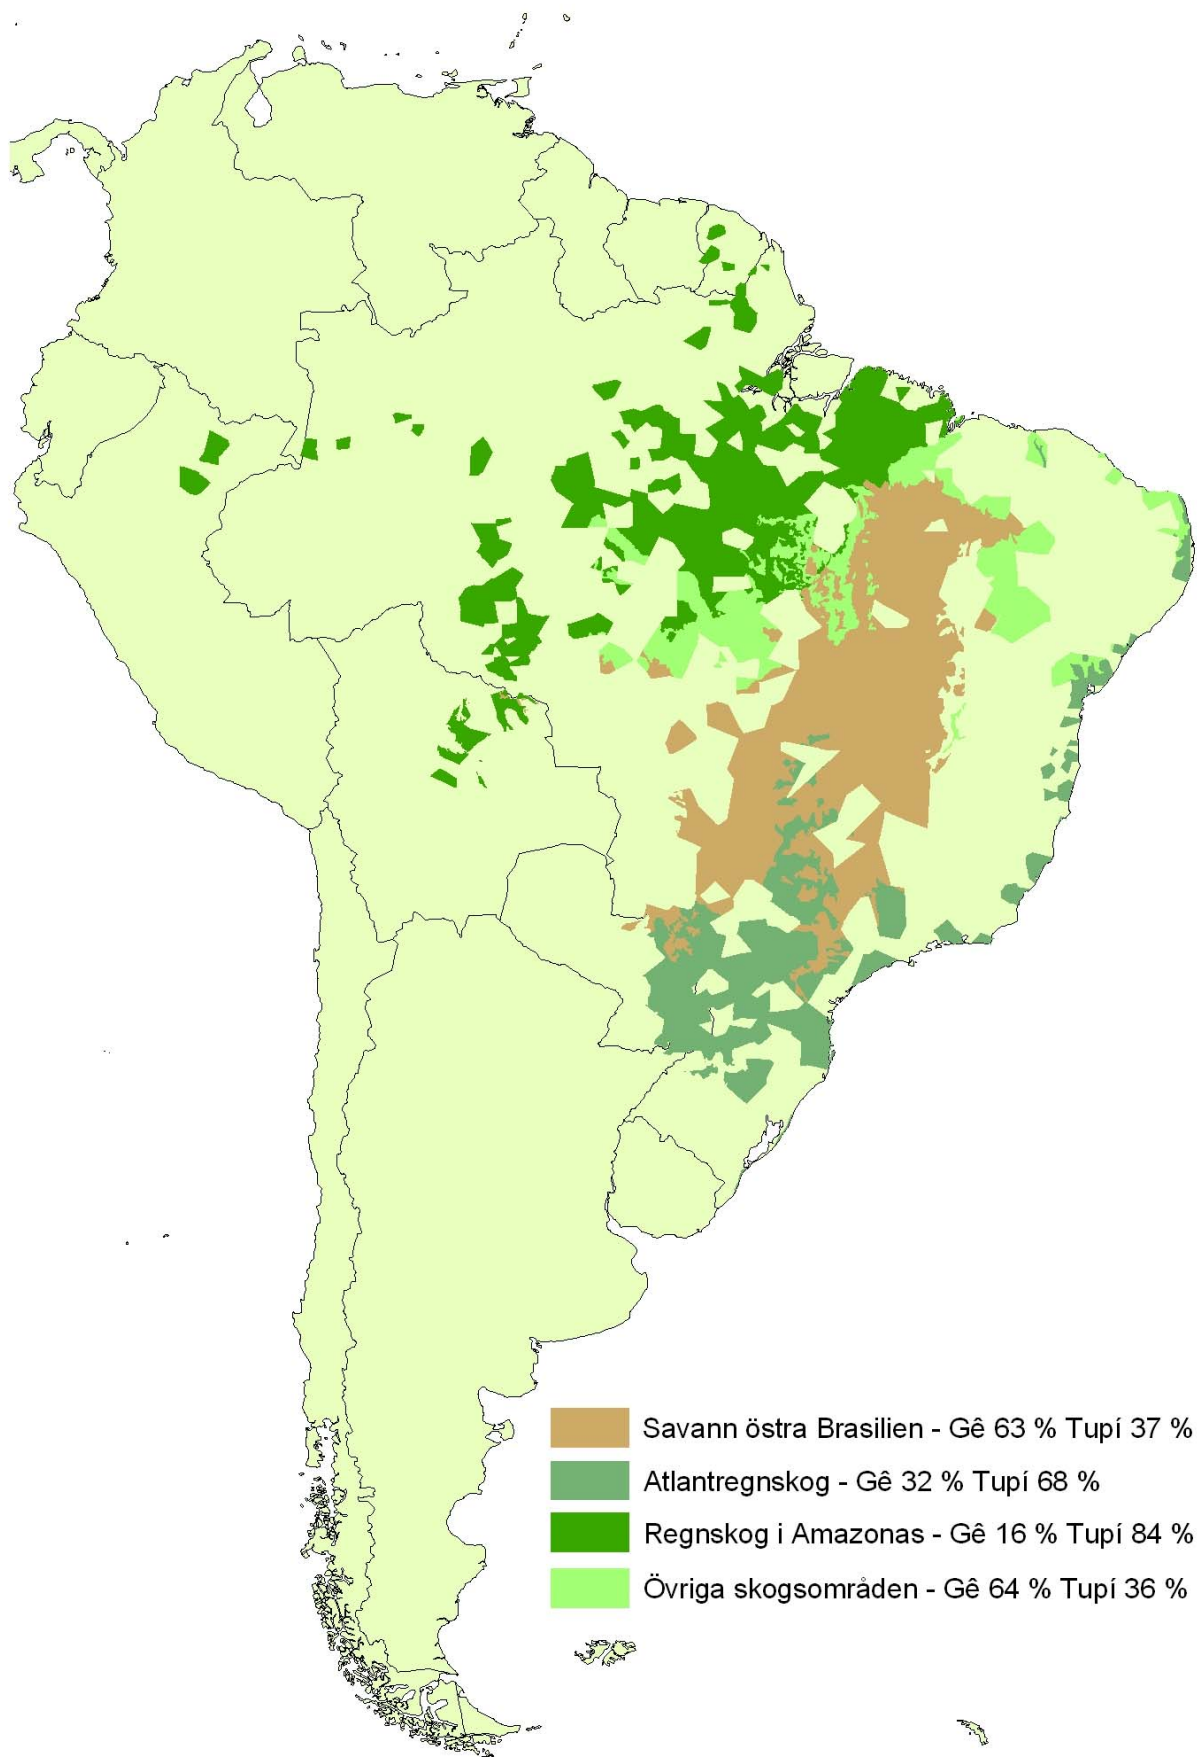 Savann östra Brasilien - Gê 63 % Tupí 37 %
Atlantregnskog - Gê 32 % Tupí 68 %
Regnskog i Amazonas - Gê 16 % Tupí 84 %
Övriga skogsområden - Gê 64 % Tupí 36 %